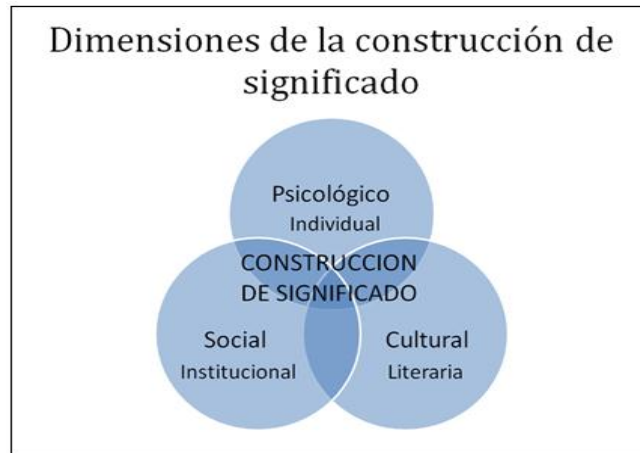 Dimensiones de la construcción de
significado
Psicológico
Individual
CONSTRUCCION
DE SIGNIFICADO
Social
Institucional
Cultural
Literaria